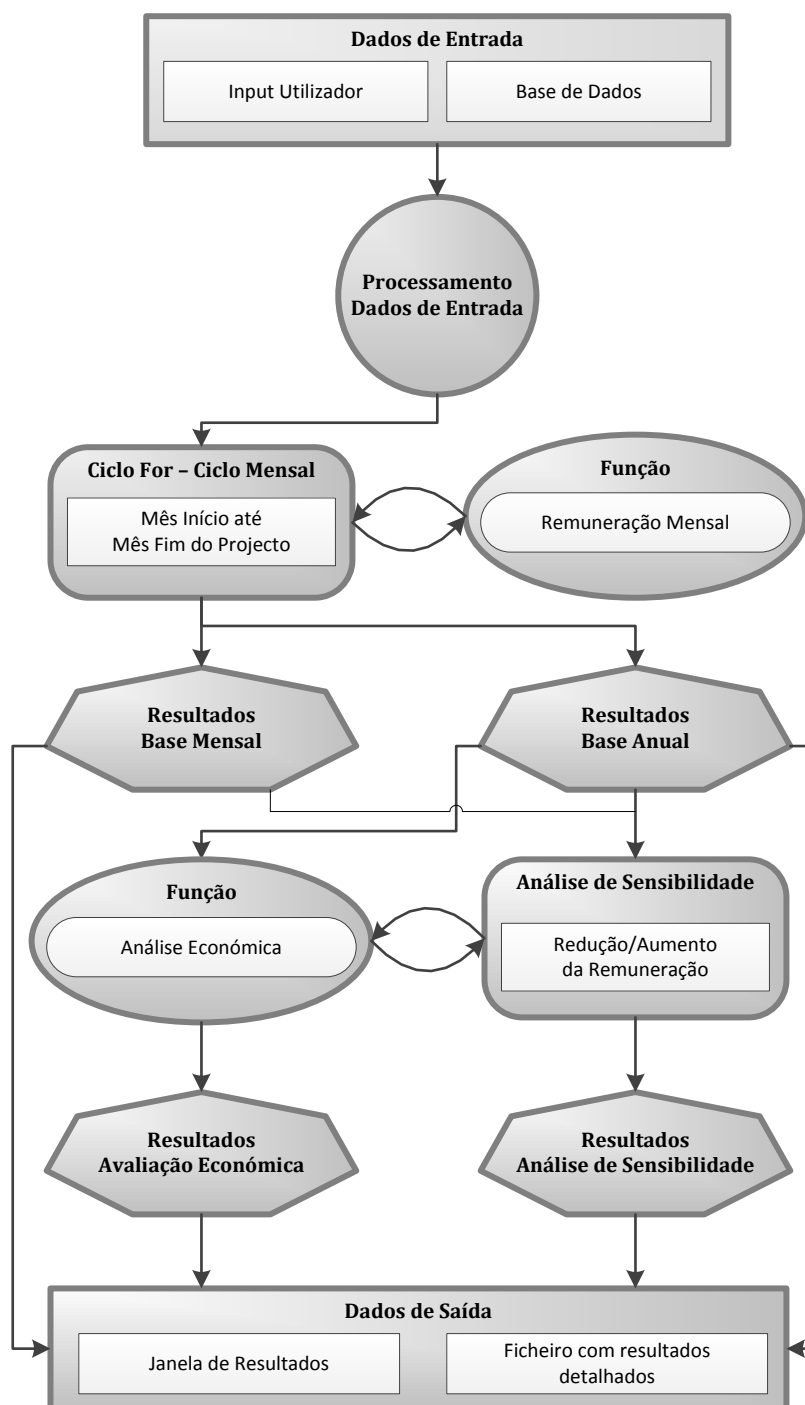 Dados de Entrada
Input Utilizador
Base de Dados
Processamento
Dados de Entrada
Ciclo For – Ciclo Mensal
Mês Início até
Mês Fim do Projecto
Função
Remuneração Mensal
Resultados
Base Mensal
Resultados
Base Anual
Função
Análise Económica
Análise de Sensibilidade
Redução/Aumento
da Remuneração
Resultados
Avaliação Económica
Resultados
Análise de Sensibilidade
Dados de Saída
Janela de Resultados
Ficheiro com resultados
detalhados